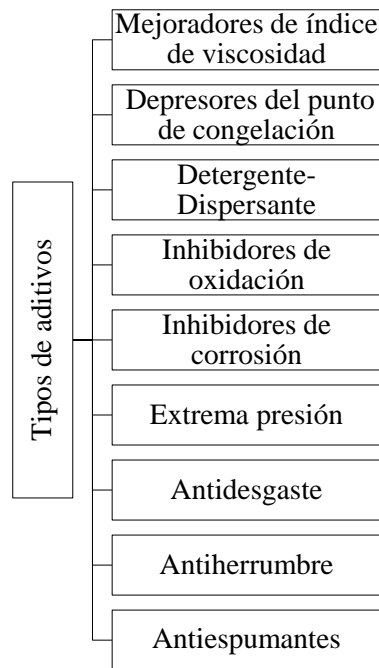 Tipos de aditivos
Mejoradores de índice
de viscosidad
Depresores del punto
de congelación
Detergente-
Dispersante
Inhibidores de
oxidación
Inhibidores de
corrosión
Extrema presión
Antidesgaste
Antiherrumbre
Antiespumantes